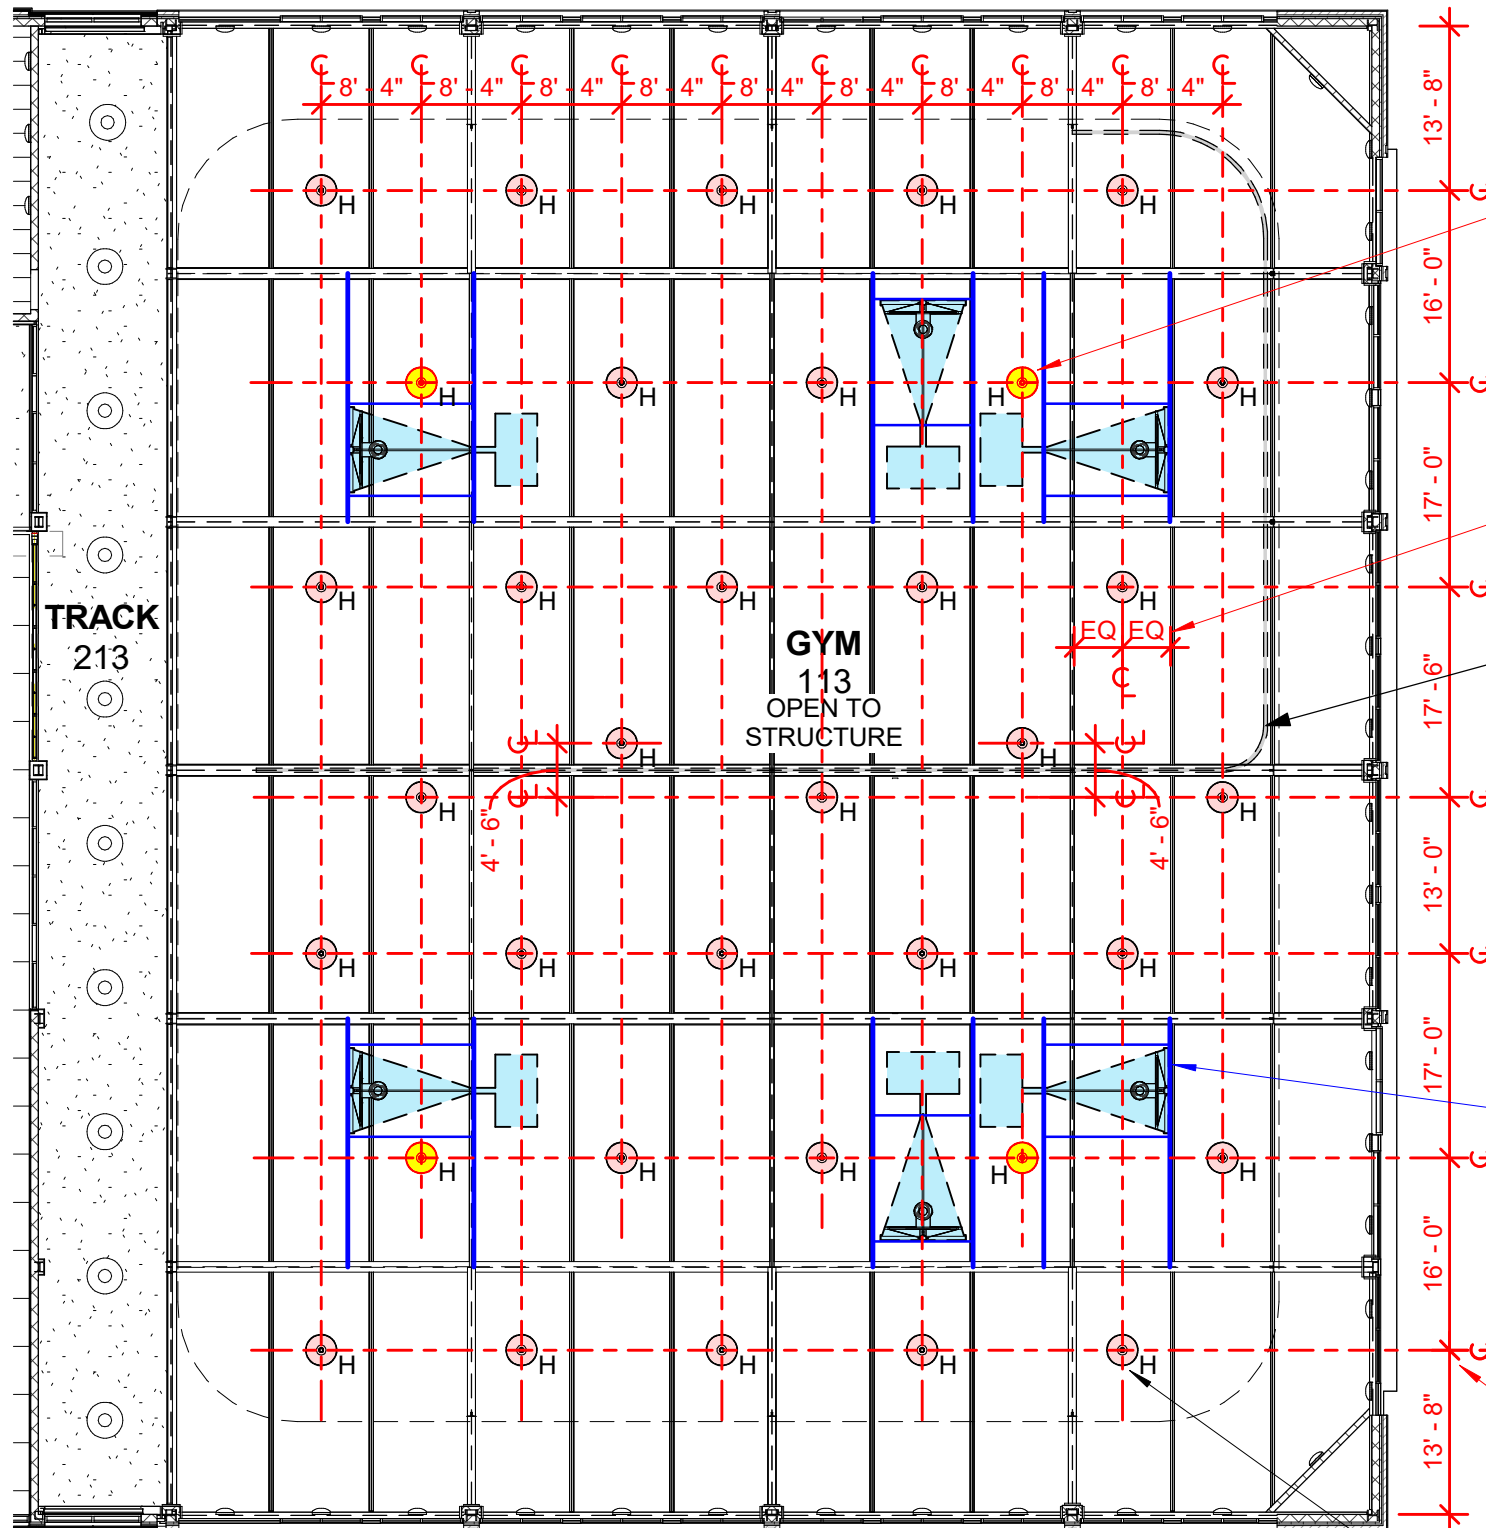 8' - 4" 8' - 4" 8' - 4" 8' - 4" 8' - 4" 8' - 4" 8' - 4" 8' - 4" 8' - 4"
13' - 8"
H H H H H
16' - 0"
H H H H H
17' - 0"
H H H H H
TRACK
213
GYM
113
OPEN TO
STRUCTURE
EQ EQ
17' - 6"
H H
H H H
4' - 6"
4' - 6"
13' - 0"
H H H H H
17' - 0"
H H H H H
16' - 0"
H H H H H
13' - 8"